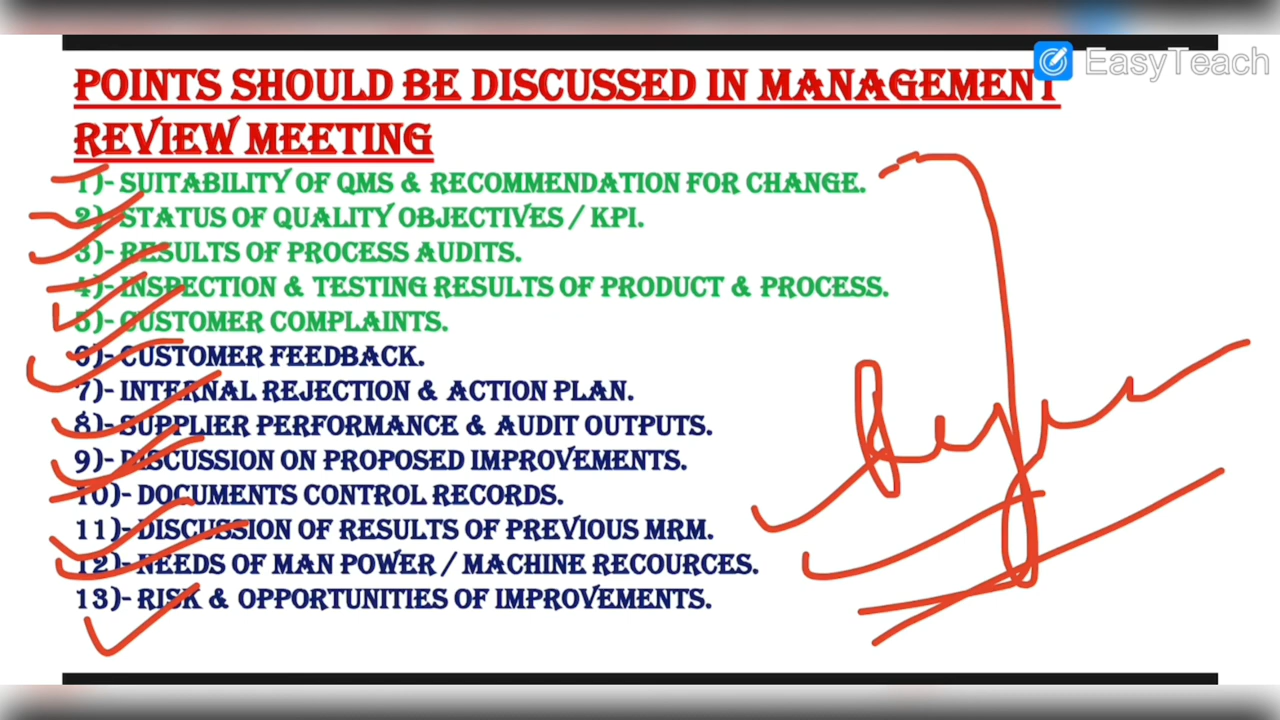 EasyTeach
POINTS SHOULD BE DISCUSSED IN MANAGEMENT
REVIEW MEETING
1)- SUITABILITY OF QMS & RECOMMENDATION FOR CHANGE.
2)- STATUS OF QUALITY OBJECTIVES / KPI.
3)- RESULTS OF PROCESS AUDITS.
4)- INSPECTION & TESTING RESULTS OF PRODUCT & PROCESS.
5)- CUSTOMER COMPLAINTS.
6)- CUSTOMER FEEDBACK.
7)- INTERNAL REJECTION & ACTION PLAN.
8)- SUPPLIER PERFORMANCE & AUDIT OUTPUTS.
9)- DISCUSSION ON PROPOSED IMPROVEMENTS.
10)- DOCUMENTS CONTROL RECORDS.
11)- DISCUSSION OF RESULTS OF PREVIOUS MRM.
12)- NEEDS OF MAN POWER / MACHINE RECOURCES.
13)- RISK & OPPORTUNITIES OF IMPROVEMENTS.